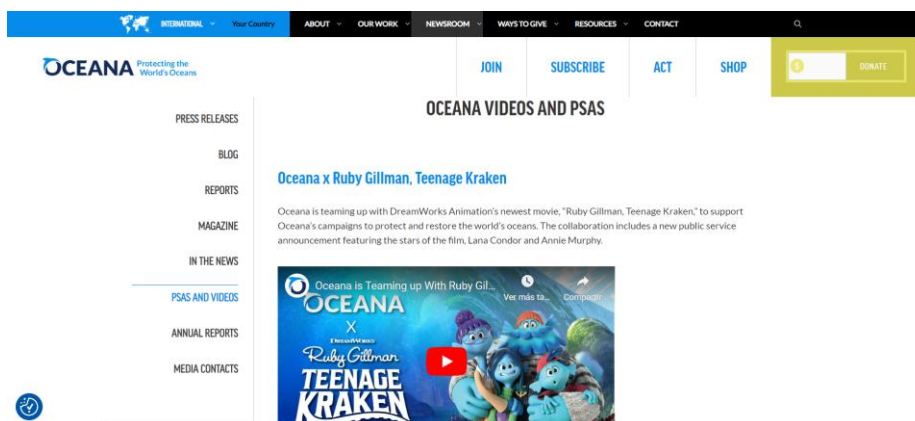 INTERNATIONAL Your Country ABOUT OUR WORK NEWSROOM WAYS TO GIVE RESOURCES CONTACT
OCEANA Protecting the
World's Oceans
JOIN SUBSCRIBE ACT SHOP $ DONATE
OCEANA VIDEOS AND PSAS
PRESS RELEASES
BLOG
REPORTS
MAGAZINE
IN THE NEWS
PSAS AND VIDEOS
ANNUAL REPORTS
MEDIA CONTACTS
Oceana x Ruby Gillman, Teenage Kraken
Oceana is teaming up with DreamWorks Animation's newest movie, "Ruby Gillman, Teenage Kraken," to support
Oceana's campaigns to protect and restore the world's oceans. The collaboration includes a new public service
announcement featuring the stars of the film, Lana Condor and Annie Murphy.
Oceana is Teaming up With Ruby Gil...
Ver más ta... Compartir
OCEANA
X
DREAMWORKS
Ruby Gillman
TEENAGE
KRAKEN